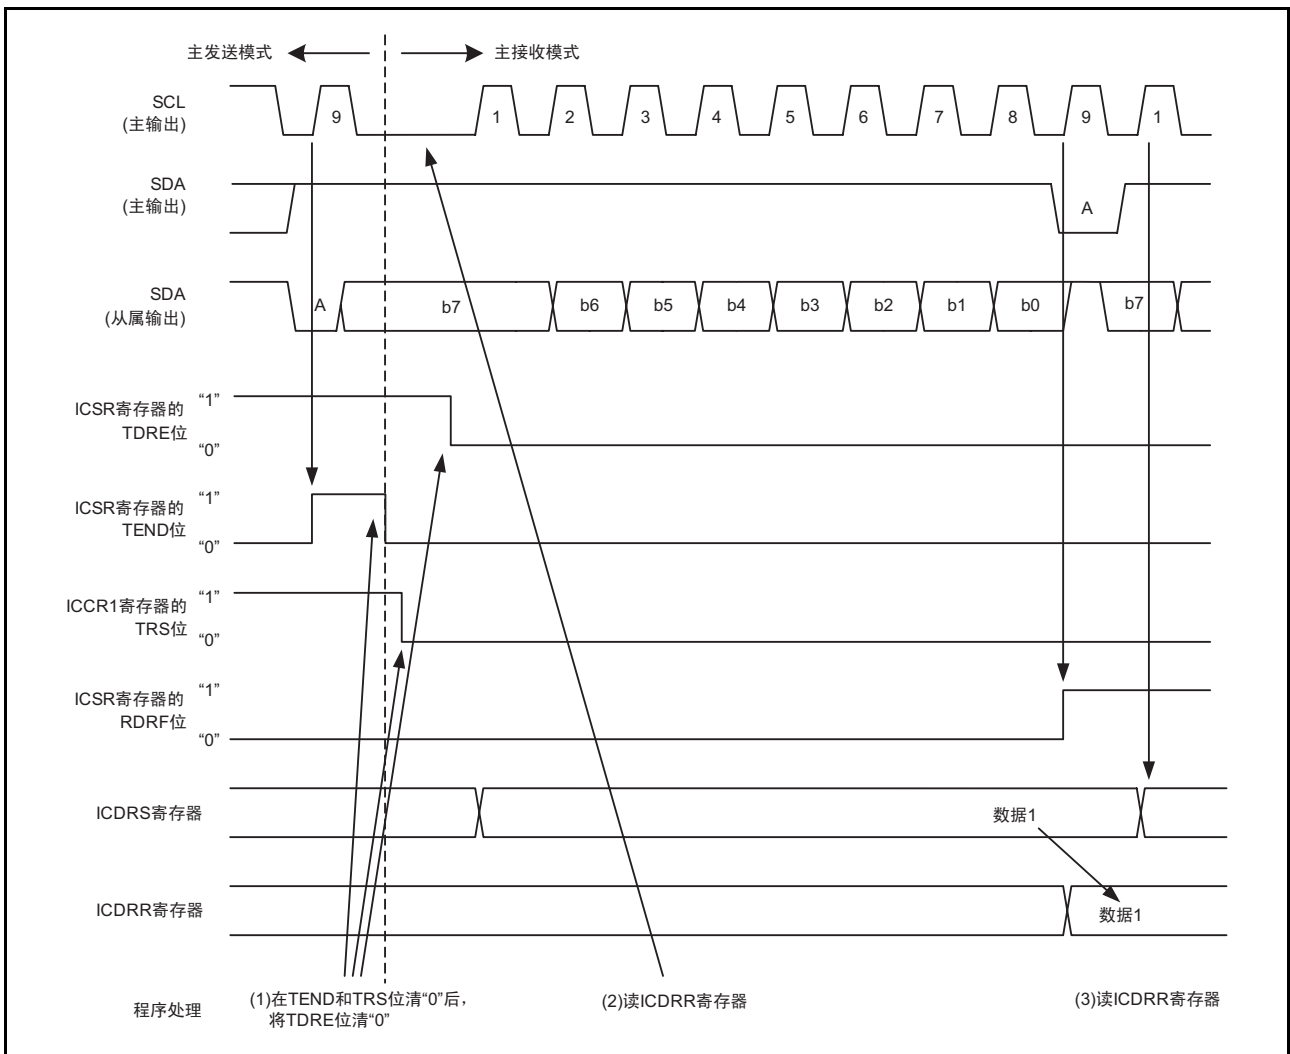 主发送模式 主接收模式
SCL
(主输出)
9 1 2 3 4 5 6 7 8 9 1
SDA
(主输出)
A
SDA
(从属输出)
A b7 b6 b5 b4 b3 b2 b1 b0 b7
ICSR寄存器的
TDRE位
“1”
“0”
ICSR寄存器的
TEND位
“1”
“0”
ICCR1寄存器的
TRS位
“1”
“0”
ICSR寄存器的
RDRF位
“1”
“0”
ICDRS寄存器
数据1
ICDRR寄存器
数据1
程序处理
(1)在TEND和TRS位清“0”后，
将TDRE位清“0”
(2)读ICDRR寄存器
(3)读ICDRR寄存器